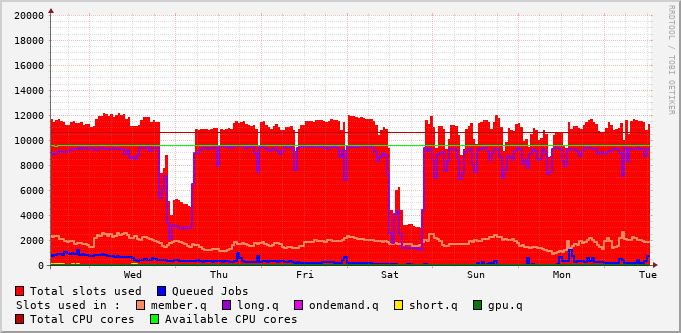 20000
18000
16000
14000
12000
10000
8000
6000
4000
2000
0
Wed Thu Fri Sat Sun Mon Tue
RRDTOOL / TOBI OETIKER
Total slots used Queued Jobs
Slots used in : member.q long.q ondemand.q short.q gpu.q
Total CPU cores Available CPU cores